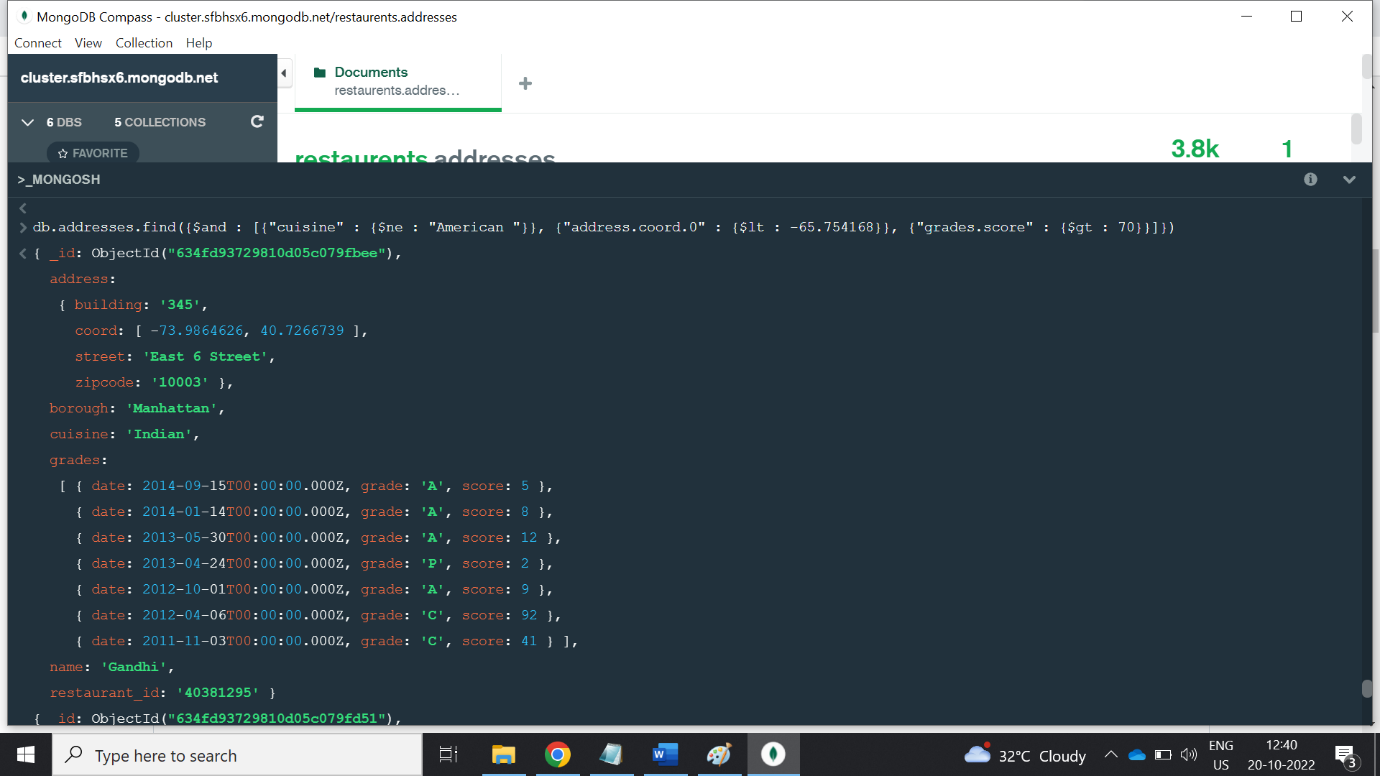 MongoDB Compass - cluster.sfbhsx6.mongodb.net/restaurents.addresses
Connect View Collection Help
cluster.sfbhsx6.mongodb.net
Documents
restaurents.addres...
6 DBS 5 COLLECTIONS
FAVORITE
restaurents.addresses
3.8k 1
>_MONGOSH
db.addresses.find({$and : [{"cuisine" : {$ne : "American "}}, {"address.coord.0" : {$lt : -65.754168}}, {"grades.score" : {$gt : 70}}]})
{ _id: ObjectId("634fd93729810d05c079fbee"),
address:
{ building: '345',
coord: [ -73.9864626, 40.7266739 ],
street: 'East 6 Street',
zipcode: '10003' },
borough: 'Manhattan',
cuisine: 'Indian',
grades:
[ { date: 2014-09-15T00:00:00.000Z, grade: 'A', score: 5 },
{ date: 2014-01-14T00:00:00.000Z, grade: 'A', score: 8 },
{ date: 2013-05-30T00:00:00.000Z, grade: 'A', score: 12 },
{ date: 2013-04-24T00:00:00.000Z, grade: 'P', score: 2 },
{ date: 2012-10-01T00:00:00.000Z, grade: 'A', score: 9 },
{ date: 2012-04-06T00:00:00.000Z, grade: 'C', score: 92 },
{ date: 2011-11-03T00:00:00.000Z, grade: 'C', score: 41 } ],
name: 'Gandhi',
restaurant_id: '40381295' }
{ _id: ObjectId("634fd93729810d05c079fd51"),
Type here to search
32°C Cloudy
ENG
US
12:40
20-10-2022
3